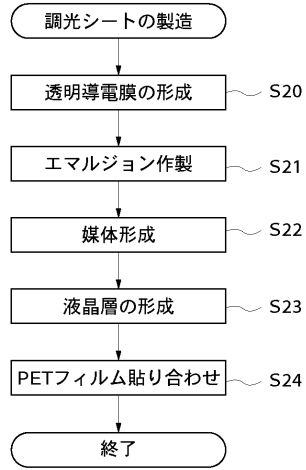 調光シートの製造
透明導電膜の形成 S20
エマルジョン作製 S21
媒体形成 S22
液晶層の形成 S23
PETフィルム貼り合わせ S24
終了